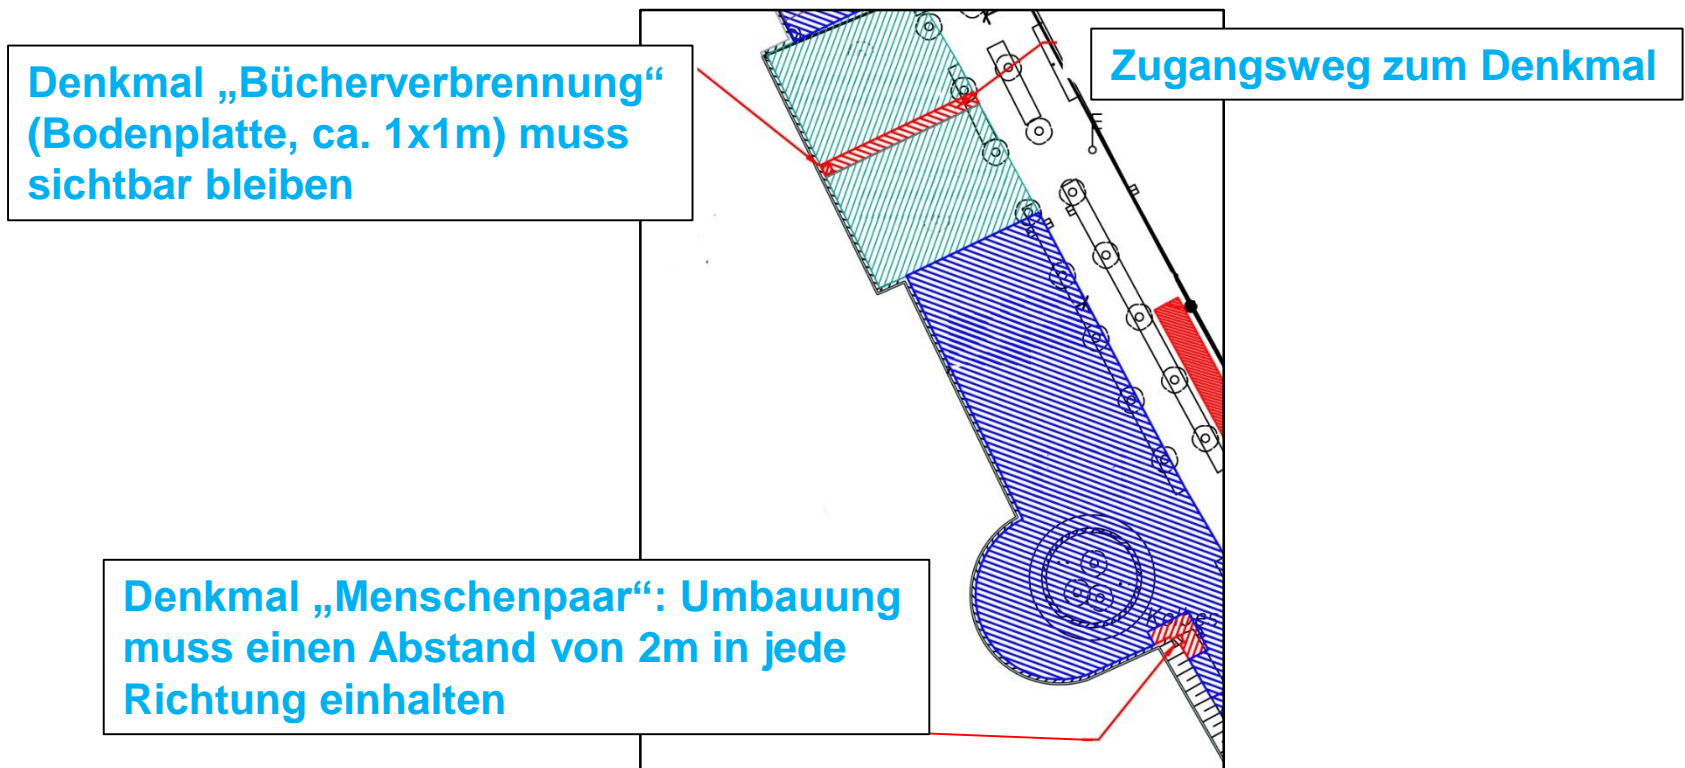 Denkmal „Bücherverbrennung“
(Bodenplatte, ca. 1x1m) muss
sichtbar bleiben
Zugangsweg zum Denkmal
Denkmal „Menschenpaar“: Umbauung
muss einen Abstand von 2m in jede
Richtung einhalten